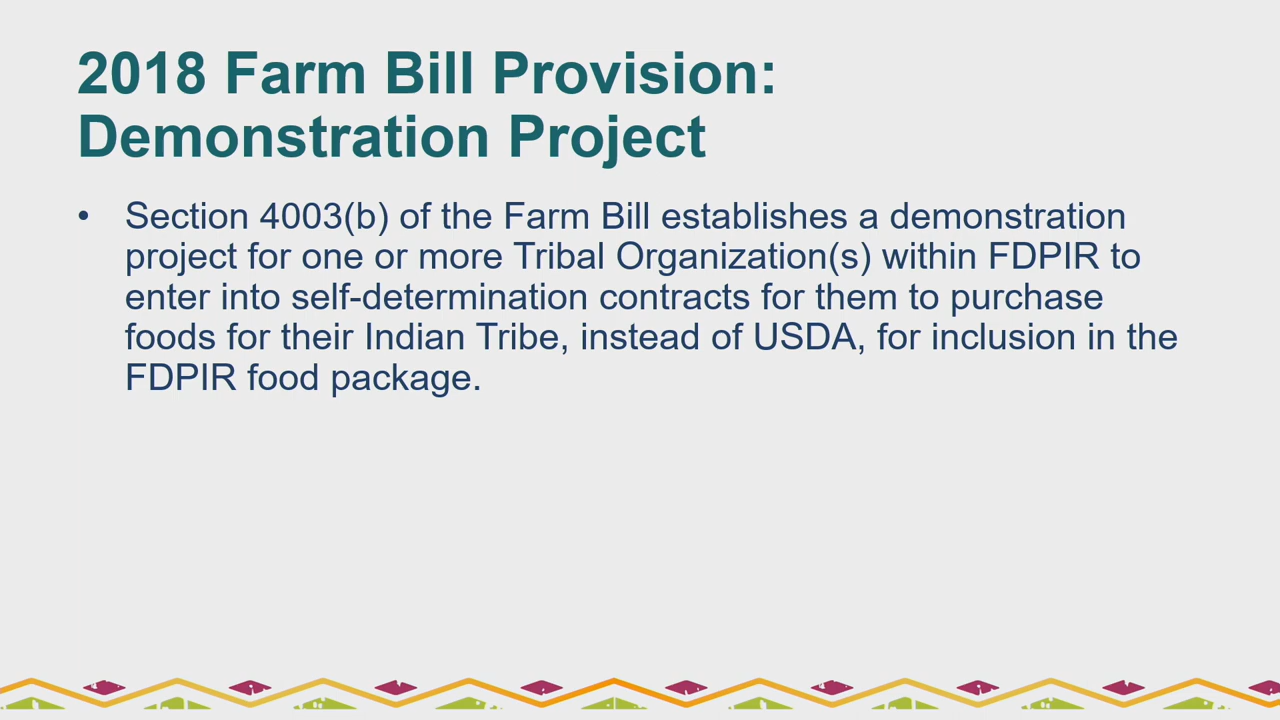 2018 Farm Bill Provision:
Demonstration Project
• Section 4003(b) of the Farm Bill establishes a demonstration
project for one or more Tribal Organization(s) within FDPIR to
enter into self-determination contracts for them to purchase
foods for their Indian Tribe, instead of USDA, for inclusion in the
FDPIR food package.